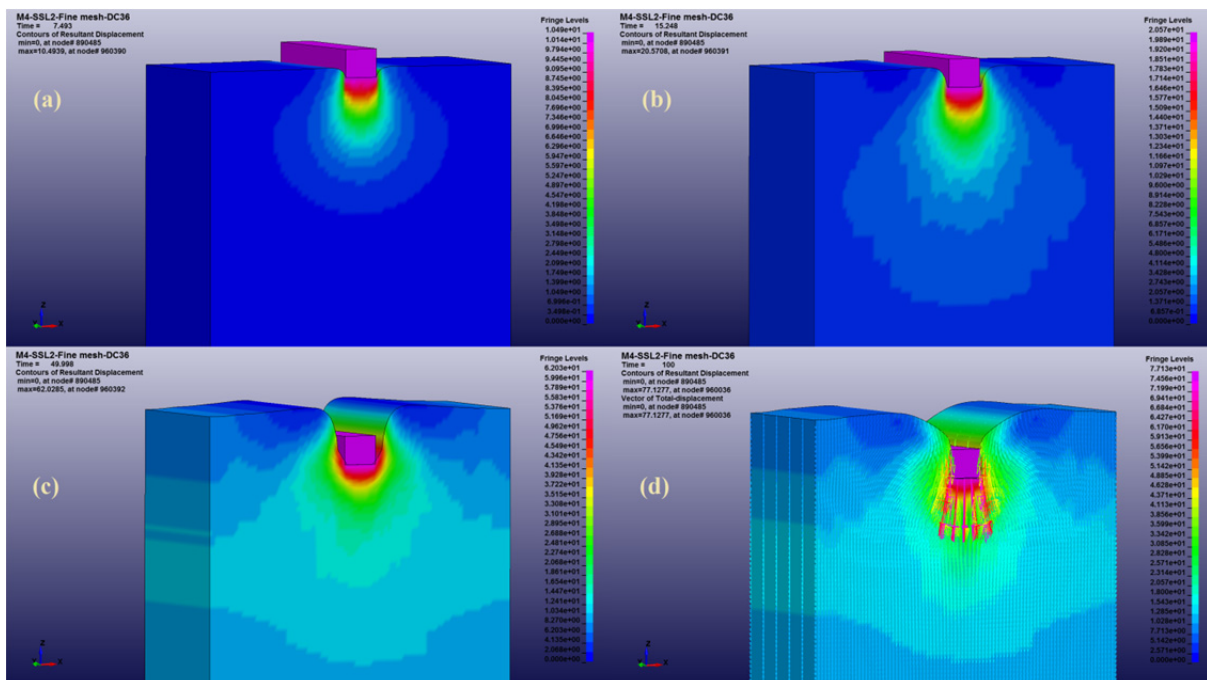 M4-SSL2-Fine mesh-DC36
Time = 7.493
Contours of Resultant Displacement
min=0, at node# 890485
max=10.4939, at node# 960390
(a)
Fringe Levels
1.049e+01
1.014e+01
9.794e+00
9.445e+00
9.095e+00
8.745e+00
8.395e+00
8.045e+00
7.696e+00
7.346e+00
6.996e+00
6.646e+00
6.296e+00
5.947e+00
5.597e+00
5.247e+00
4.897e+00
4.547e+00
4.198e+00
3.848e+00
3.498e+00
3.148e+00
2.798e+00
2.449e+00
2.099e+00
1.749e+00
1.399e+00
1.049e+00
6.996e-01
3.498e-01
0.000e+00
Z
X
M4-SSL2-Fine mesh-DC36
Time = 15.248
Contours of Resultant Displacement
min=0, at node# 890485
max=20.5708, at node# 960391
(b)
Fringe Levels
2.057e+01
1.989e+01
1.920e+01
1.851e+01
1.783e+01
1.714e+01
1.646e+01
1.577e+01
1.509e+01
1.440e+01
1.371e+01
1.303e+01
1.234e+01
1.166e+01
1.097e+01
1.029e+01
9.600e+00
8.914e+00
8.228e+00
7.543e+00
6.857e+00
6.171e+00
5.486e+00
4.800e+00
4.114e+00
3.428e+00
2.743e+00
2.057e+00
1.371e+00
6.857e-01
0.000e+00
Z
X
M4-SSL2-Fine mesh-DC36
Time = 49.998
Contours of Resultant Displacement
min=0, at node# 890485
max=62.0285, at node# 960392
(c)
Fringe Levels
6.203e+01
5.996e+01
5.789e+01
5.583e+01
5.376e+01
5.169e+01
4.962e+01
4.756e+01
4.549e+01
4.342e+01
4.135e+01
3.928e+01
3.722e+01
3.515e+01
3.308e+01
3.101e+01
2.895e+01
2.688e+01
2.481e+01
2.274e+01
2.068e+01
1.861e+01
1.654e+01
1.447e+01
1.241e+01
1.034e+01
8.270e+00
6.203e+00
4.135e+00
2.068e+00
0.000e+00
Z
X
M4-SSL2-Fine mesh-DC36
Time = 100
Contours of Resultant Displacement
min=0, at node# 890485
max=77.1277, at node# 960036
Vector of Total-displacement
min=0, at node# 890485
max=77.1277, at node# 960036
(d)
Fringe Levels
7.713e+01
7.456e+01
7.199e+01
6.941e+01
6.684e+01
6.427e+01
6.170e+01
5.913e+01
5.656e+01
5.399e+01
5.142e+01
4.885e+01
4.628e+01
4.371e+01
4.113e+01
3.856e+01
3.599e+01
3.342e+01
3.085e+01
2.828e+01
2.571e+01
2.314e+01
2.057e+01
1.800e+01
1.543e+01
1.285e+01
1.028e+01
7.713e+00
5.142e+00
2.571e+00
0.000e+00
Z
X